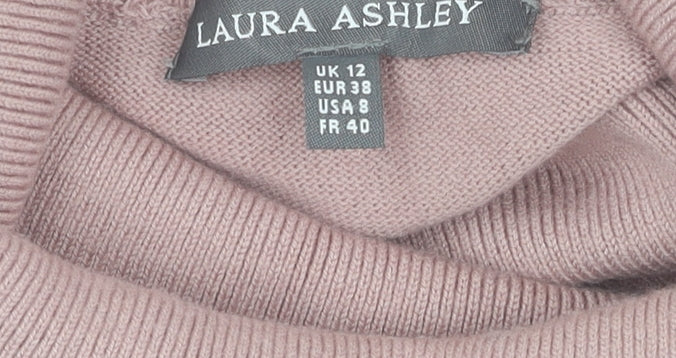 LAURA ASHLEY
UK 12
EUR 38
USA 8
FR 40